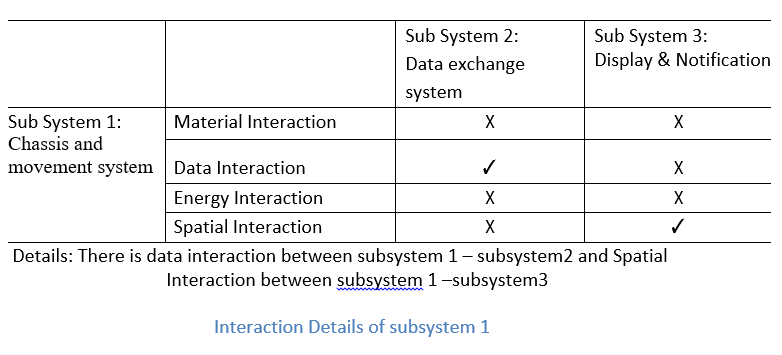 Sub System 2:
Data exchange
system
Sub System 3:
Display & Notification
Sub System 1:
Chassis and
movement system
Material Interaction
X
X
Data Interaction
✓
X
Energy Interaction
X
X
Spatial Interaction
X
✓
Details: There is data interaction between subsystem 1 – subsystem2 and Spatial
Interaction between subsystem 1 –subsystem3
Interaction Details of subsystem 1